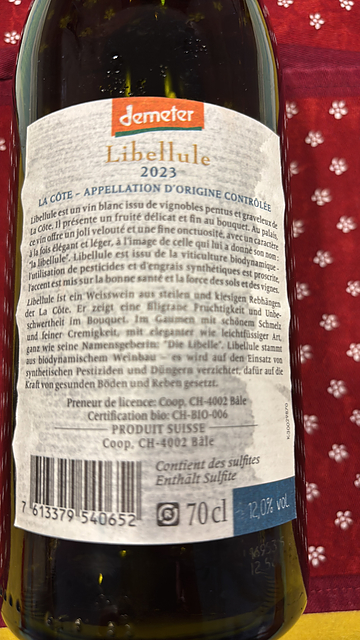 demeter
Libellule
2023
LA CÔTE - APPELLATION D'ORIGINE CONTRÔLÉE
Libellule est un vin blanc issu de vignobles pentus et graveleux de
La Côte. Il présente un fruité délicat et fin au bouquet. Au palais,
ce vin offre un joli velouté et une fine onctuosité, avec un caractère
à la fois élégant et léger, à l'image de celle qui lui a donné son nom:
"la libellule". Libellule est issu de la viticulture biodynamique -
l'utilisation de pesticides et d'engrais synthétiques est proscrite,
l'accent est mis sur la bonne santé et la force des sols et des vignes.
Libellule ist ein Weisswein aus steilen und kiesigen Rebhängen
der La Côte. Er zeigt eine filigrane Fruchtigkeit und Unbe-
schwertheit im Bouquet. Im Gaumen mit schönem Schmelz
und feiner Cremigkeit, mit eleganter wie leichtfüssiger Art,
ganz wie seine Namensgeberin: "Die Libelle". Libellule stammt
aus biodynamischem Weinbau - es wird auf den Einsatz von
synthetischen Pestiziden und Düngern verzichtet, dafür auf die
Kraft von gesunden Böden und Reben gesetzt.
Preneur de licence: Coop, CH-4002 Bâle
Certification bio: CH-BIO-006
PRODUIT SUISSE
Coop, CH-4002 Bâle
Contient des sulfites
Enthält Sulfite
7 613379 540652
70 cl
12,0% vol